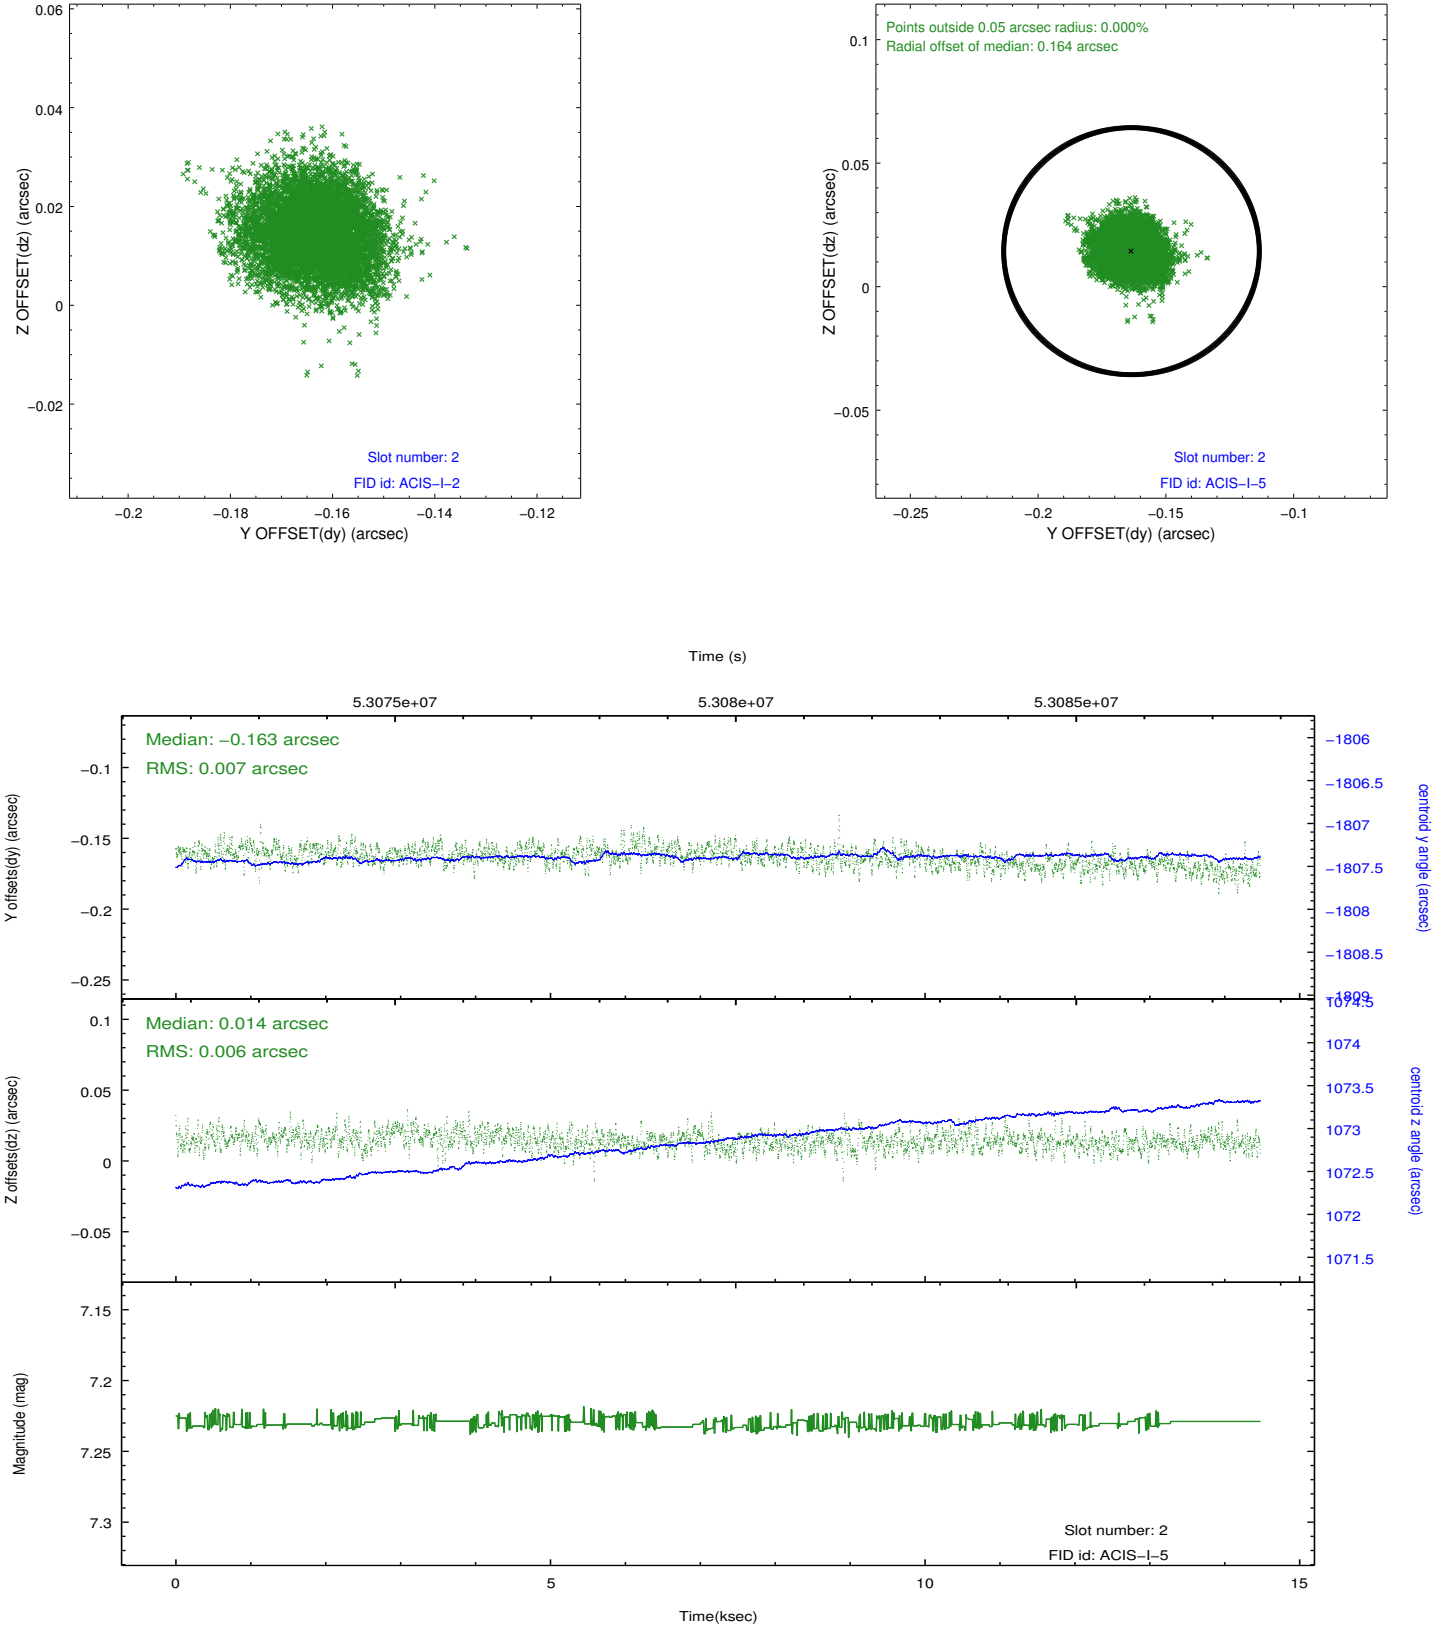 0.06
0.04
0.02
0
−0.02
Z OFFSET(dz) (arcsec)
Slot number: 2
FID id: ACIS−I−2
−0.2
−0.18
−0.16
−0.14
−0.12
Y OFFSET(dy) (arcsec)
Points outside 0.05 arcsec radius: 0.000%
Radial offset of median: 0.164 arcsec
0.1
0.05
0
−0.05
Z OFFSET(dz) (arcsec)
Slot number: 2
FID id: ACIS−I−5
−0.25
−0.2
−0.15
−0.1
Y OFFSET(dy) (arcsec)
Time (s)
5.3075e+07
5.308e+07
5.3085e+07
Median: −0.163 arcsec
RMS: 0.007 arcsec
−0.1
−0.15
−0.2
−0.25
Y offsets(dy) (arcsec)
−1806
−1806.5
−1807
−1807.5
−1808
−1808.5
−1809
centroid y angle (arcsec)
Median: 0.014 arcsec
RMS: 0.006 arcsec
0.1
0.05
0
−0.05
Z offsets(dz) (arcsec)
1074.5
1074
1073.5
1073
1072.5
1072
1071.5
centroid z angle (arcsec)
7.15
7.2
7.25
7.3
Magnitude (mag)
Slot number: 2
FID id: ACIS−I−5
0
5
10
15
Time(ksec)